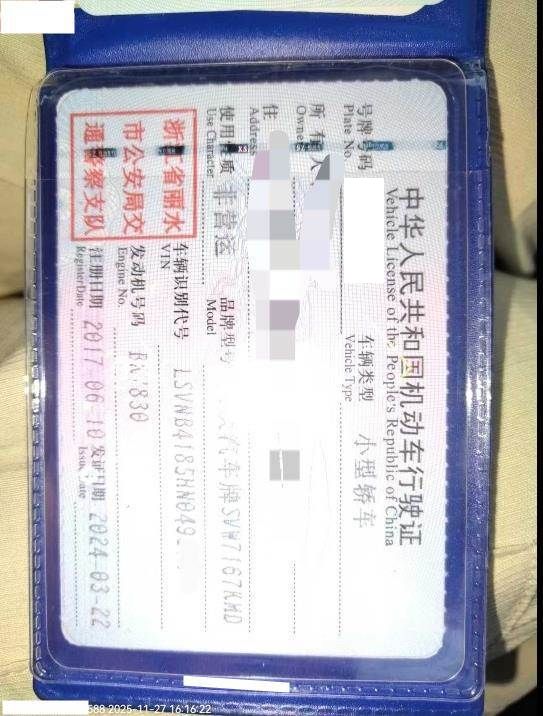 中华人民共和国机动车行驶证
Vehicle License of the People's Republic of China
号牌号码
Plate No.
车辆类型 小型轿车
Vehicle Type
所有人
Owner
住
Address
使用性质 非营运
Use Character
品牌型号 汽车牌SVW7167KMD
Model
浙江省丽水
市公安局交
通警察支队
车辆识别代号 LSVNB4185HN049
VIN
发动机号码 830
Engine No.
注册日期 2017-06-10
Register Date
发证日期 2024-03-22
Issue Date
588 2025-11-27 16:16:22